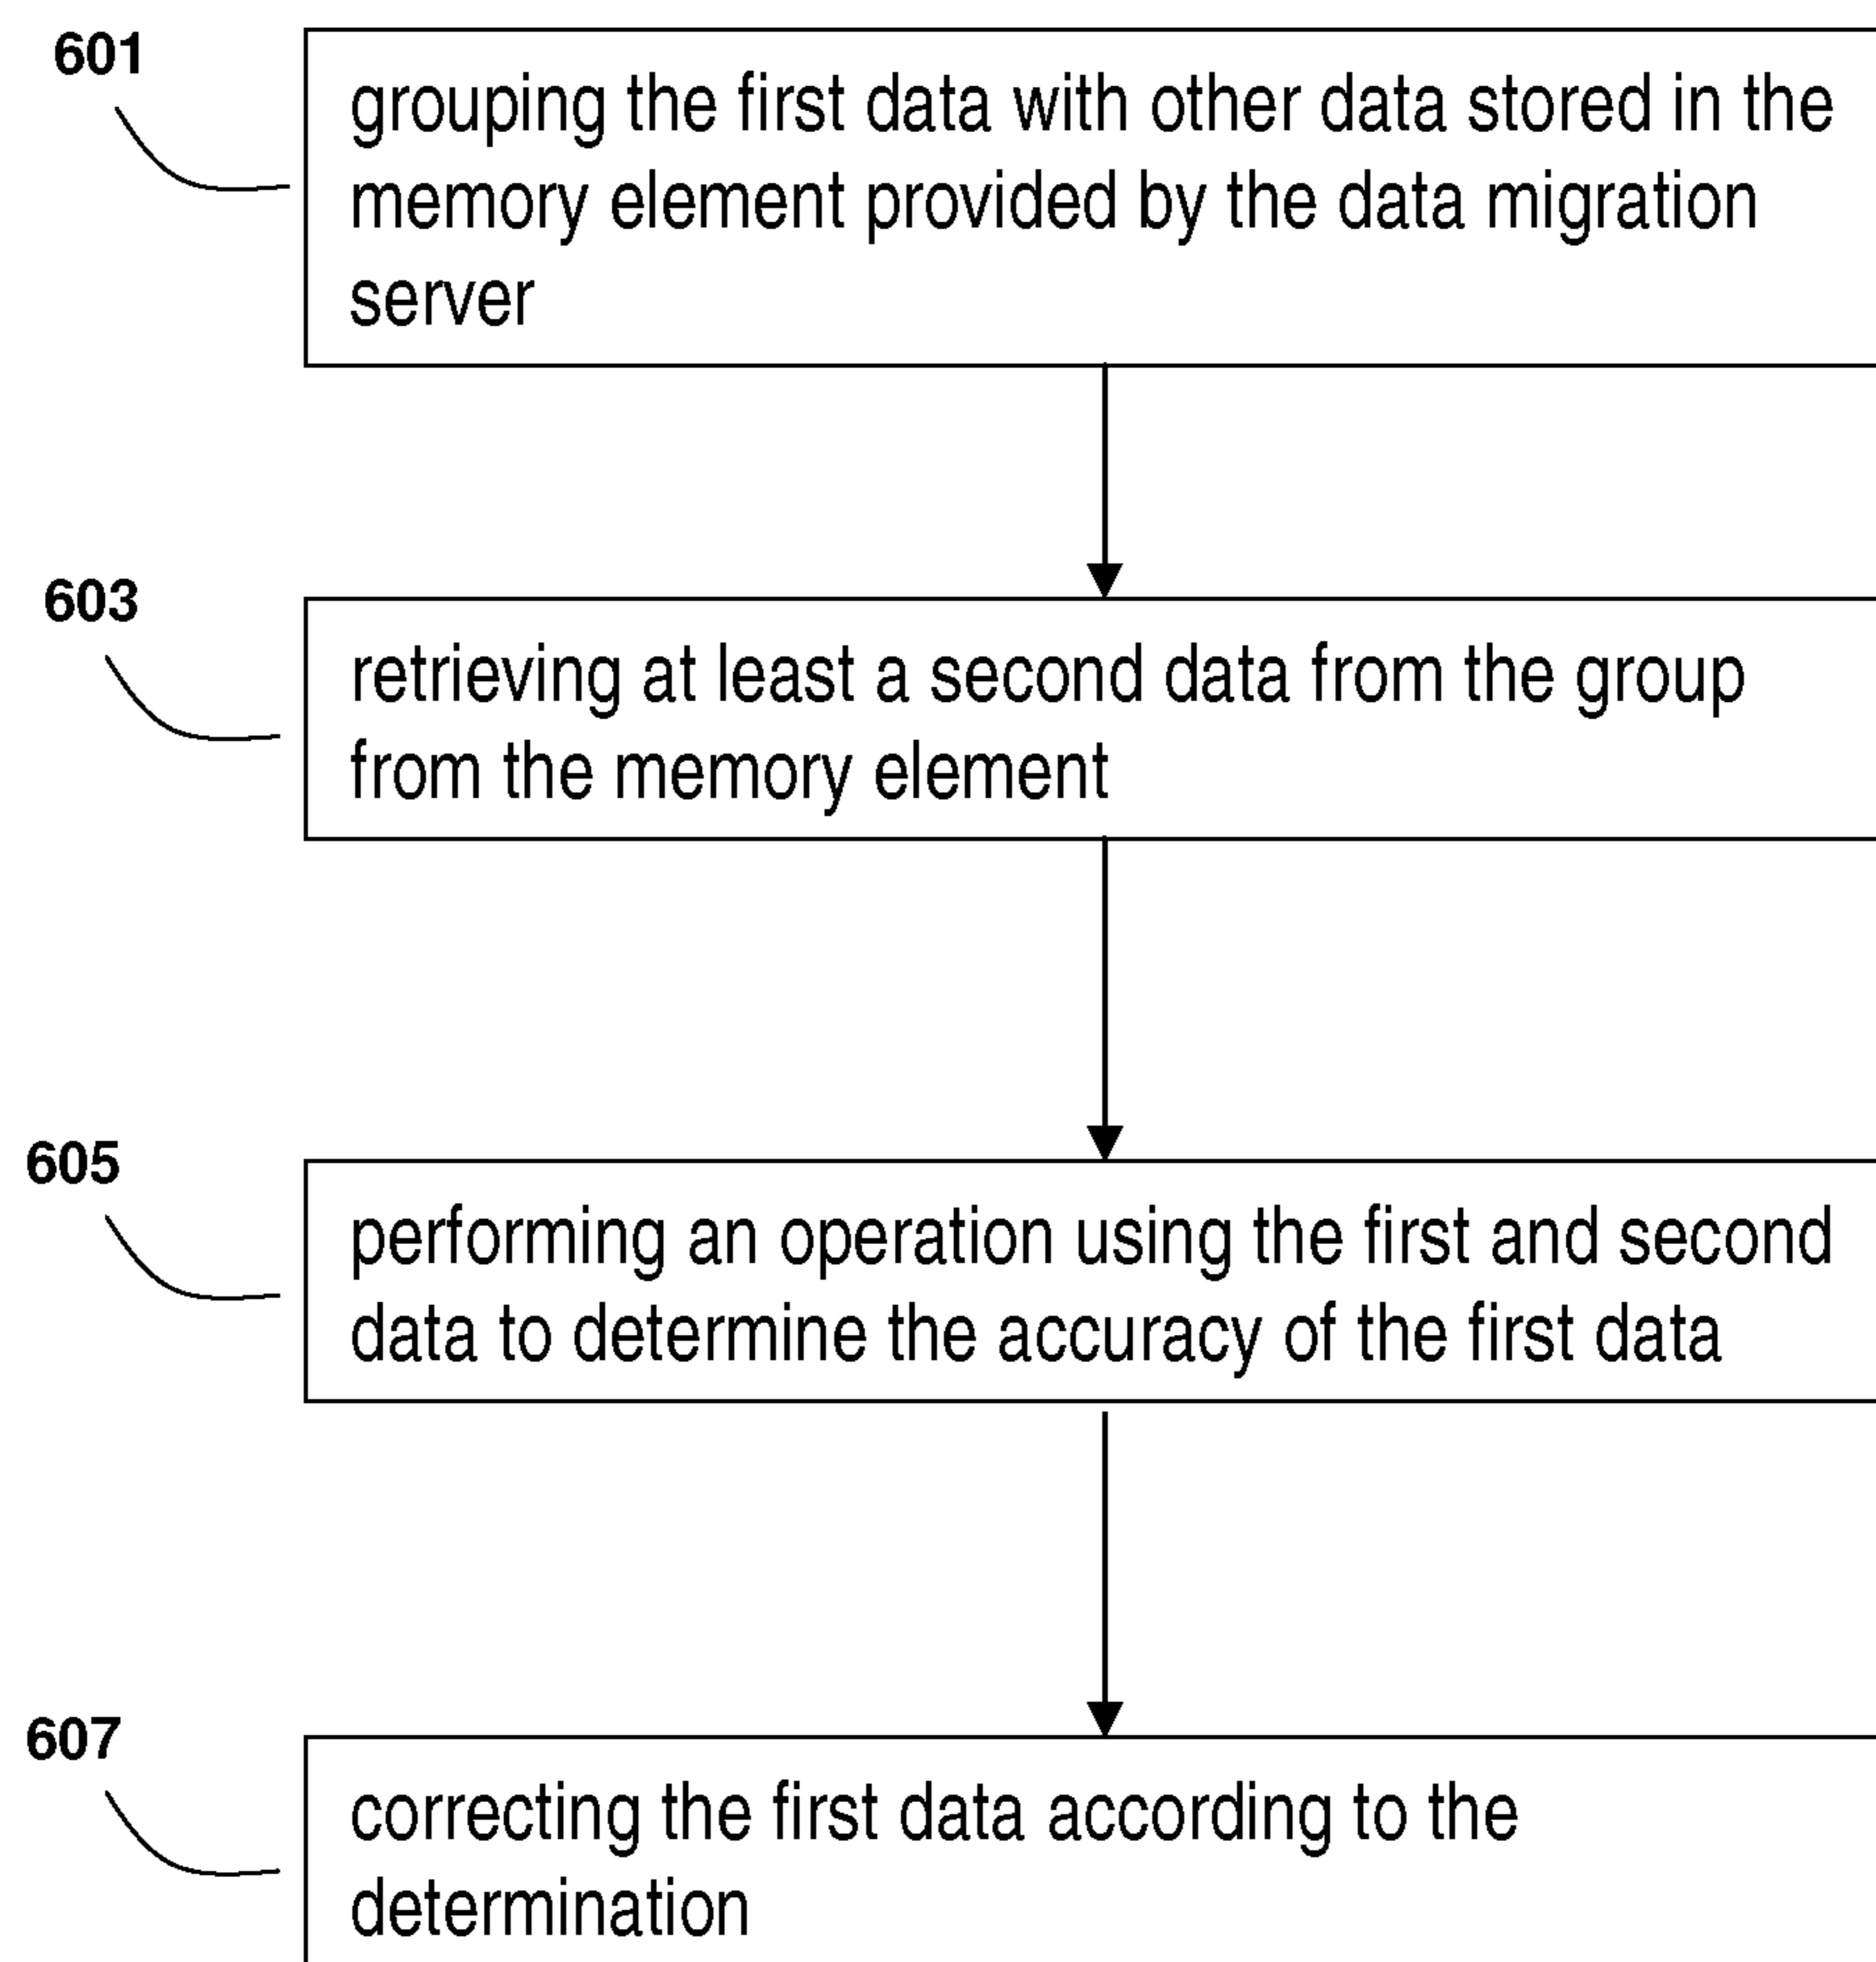 601
grouping the first data with other data stored in the
memory element provided by the data migration
server
603
retrieving at least a second data from the group
from the memory element
605
performing an operation using the first and second
data to determine the accuracy of the first data
607
correcting the first data according to the
determination